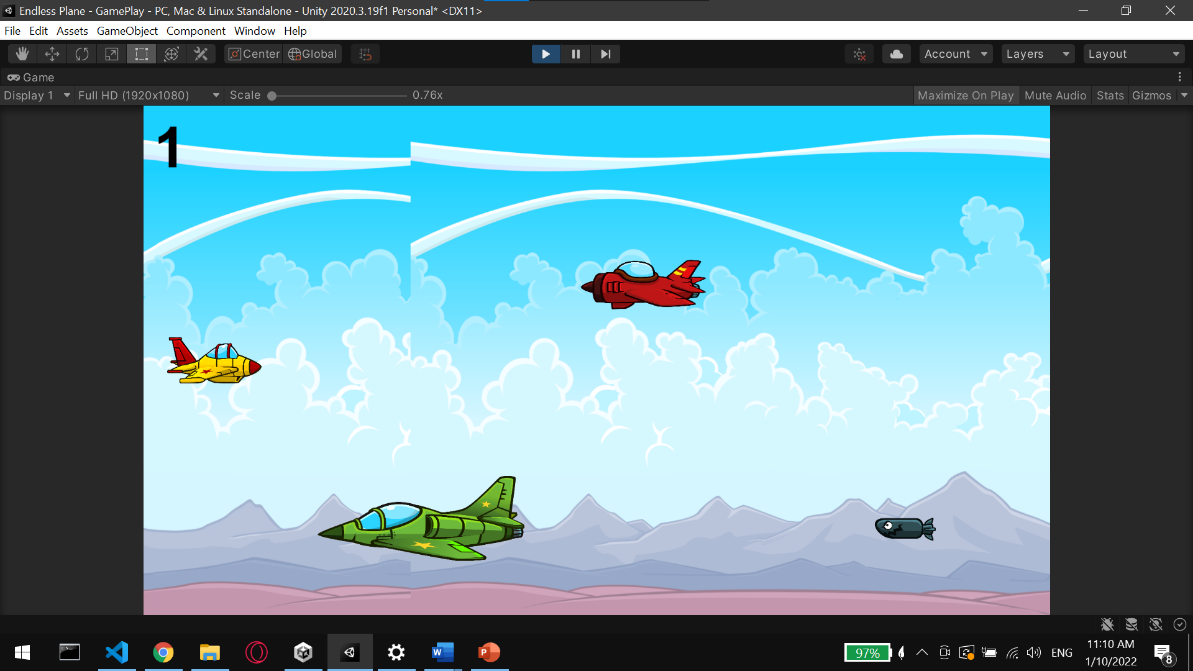 Endless Plane - GamePlay - PC, Mac & Linux Standalone - Unity 2020.3.19f1 Personal* <DX11>
File Edit Assets GameObject Component Window Help
Center Global Account Layers Layout
Game
Display 1 Full HD (1920x1080) Scale 0.76x Maximize On Play Mute Audio Stats Gizmos
1
97% ENG
11:10 AM
1/10/2022
8